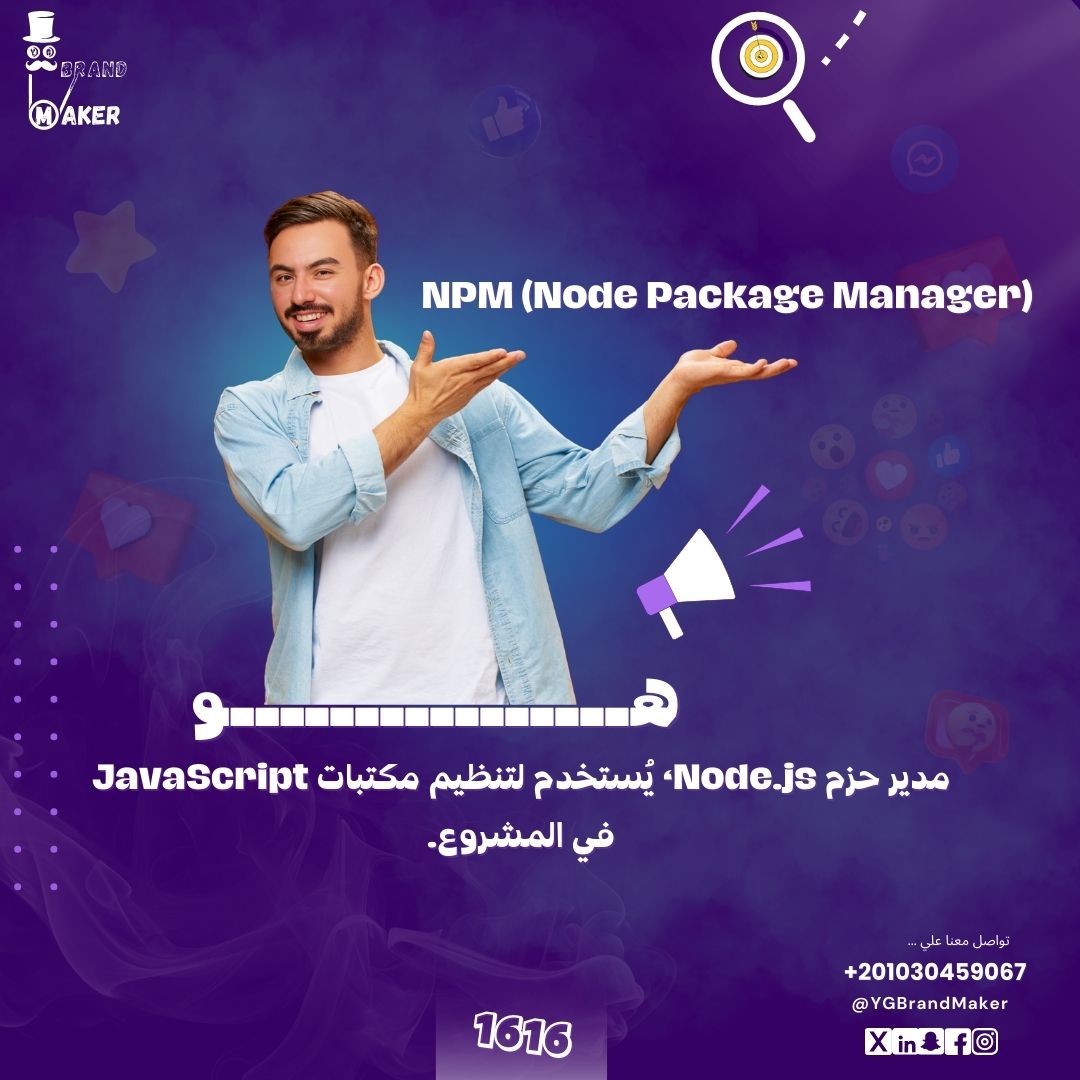 BRAND
MAKER
NPM (Node Package Manager)
هـــــــــــــــــــو
مدير حزم Node.js، يُستخدم لتنظيم مكتبات JavaScript
في المشروع.
تواصل معنا علي ...
+201030459067
@YGBrandMaker
1616